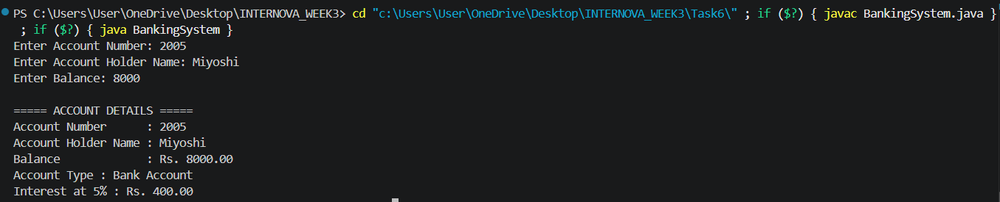 PS C:\Users\User\OneDrive\Desktop\INTERNOVA_WEEK3> cd "c:\Users\User\OneDrive\Desktop\INTERNOVA_WEEK3\Task6\" ; if ($?) { javac BankingSystem.java }
 ; if ($?) { java BankingSystem }
Enter Account Number: 2005
Enter Account Holder Name: Miyoshi
Enter Balance: 8000

===== ACCOUNT DETAILS =====
Account Number      : 2005
Account Holder Name : Miyoshi
Balance             : Rs. 8000.00
Account Type : Bank Account
Interest at 5% : Rs. 400.00